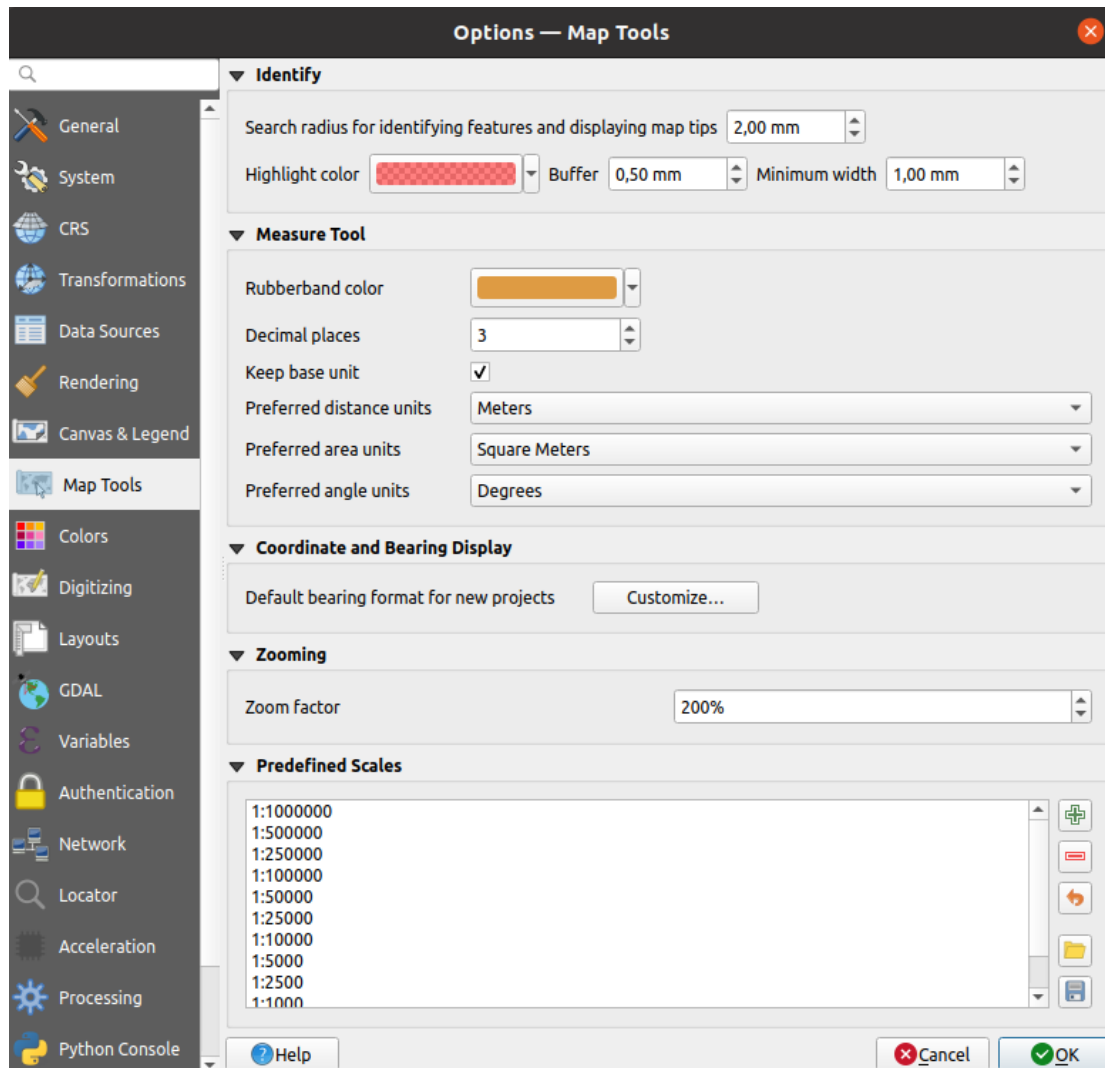 Options — Map Tools
General
System
CRS
Transformations
Data Sources
Rendering
Canvas & Legend
Map Tools
Colors
Digitizing
Layouts
GDAL
Variables
Authentication
Network
Locator
Acceleration
Processing
Python Console
Identify
Search radius for identifying features and displaying map tips 2,00 mm
Highlight color Buffer 0,50 mm Minimum width 1,00 mm
Measure Tool
Rubberband color
Decimal places 3
Keep base unit
Preferred distance units Meters
Preferred area units Square Meters
Preferred angle units Degrees
Coordinate and Bearing Display
Default bearing format for new projects Customize...
Zooming
Zoom factor 200%
Predefined Scales
1:1000000
1:500000
1:250000
1:100000
1:50000
1:25000
1:10000
1:5000
1:2500
1:1000
Help Cancel OK